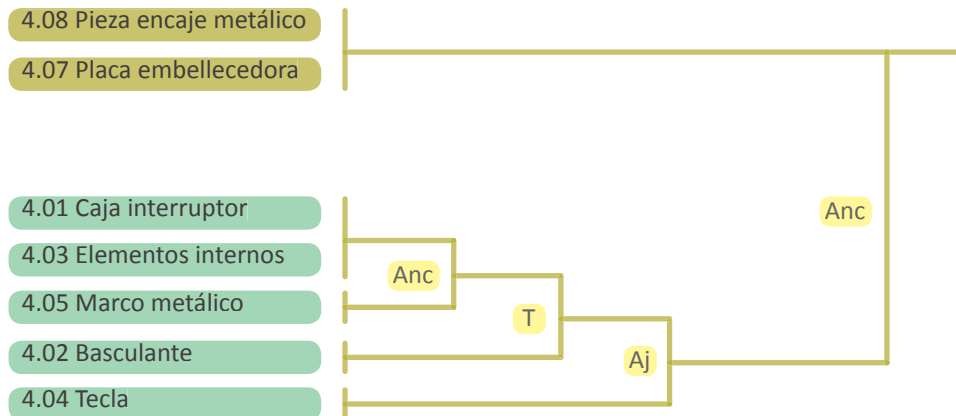 4.08 Pieza encaje metálico
4.07 Placa embellecedora
4.01 Caja interruptor
Anc
4.03 Elementos internos
Anc
4.05 Marco metálico
T
4.02 Basculante
Aj
4.04 Tecla